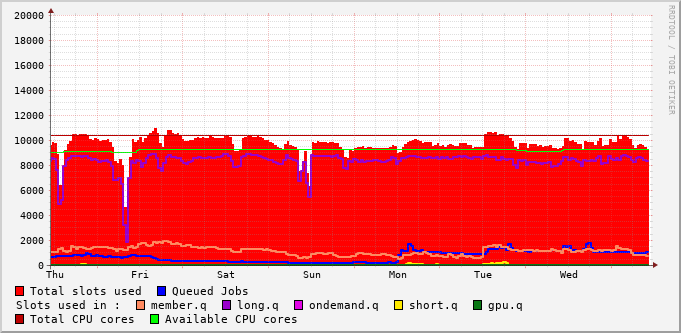 RRDTOOL / TOBI OETIKER
20000
18000
16000
14000
12000
10000
8000
6000
4000
2000
0
Thu Fri Sat Sun Mon Tue Wed
Total slots used Queued Jobs
Slots used in : member.q long.q ondemand.q short.q gpu.q
Total CPU cores Available CPU cores